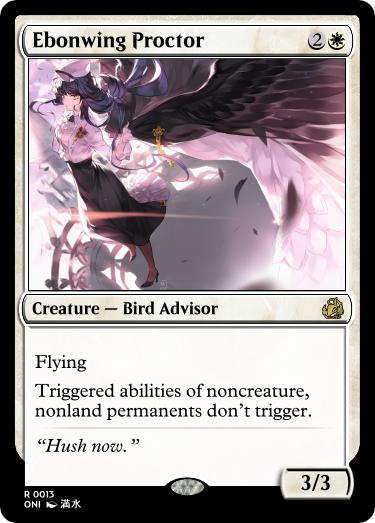 Ebonwing Proctor 2
Creature — Bird Advisor
Flying
Triggered abilities of noncreature,
nonland permanents don't trigger.
“Hush now.”
3/3
R 0013
ONI 満水